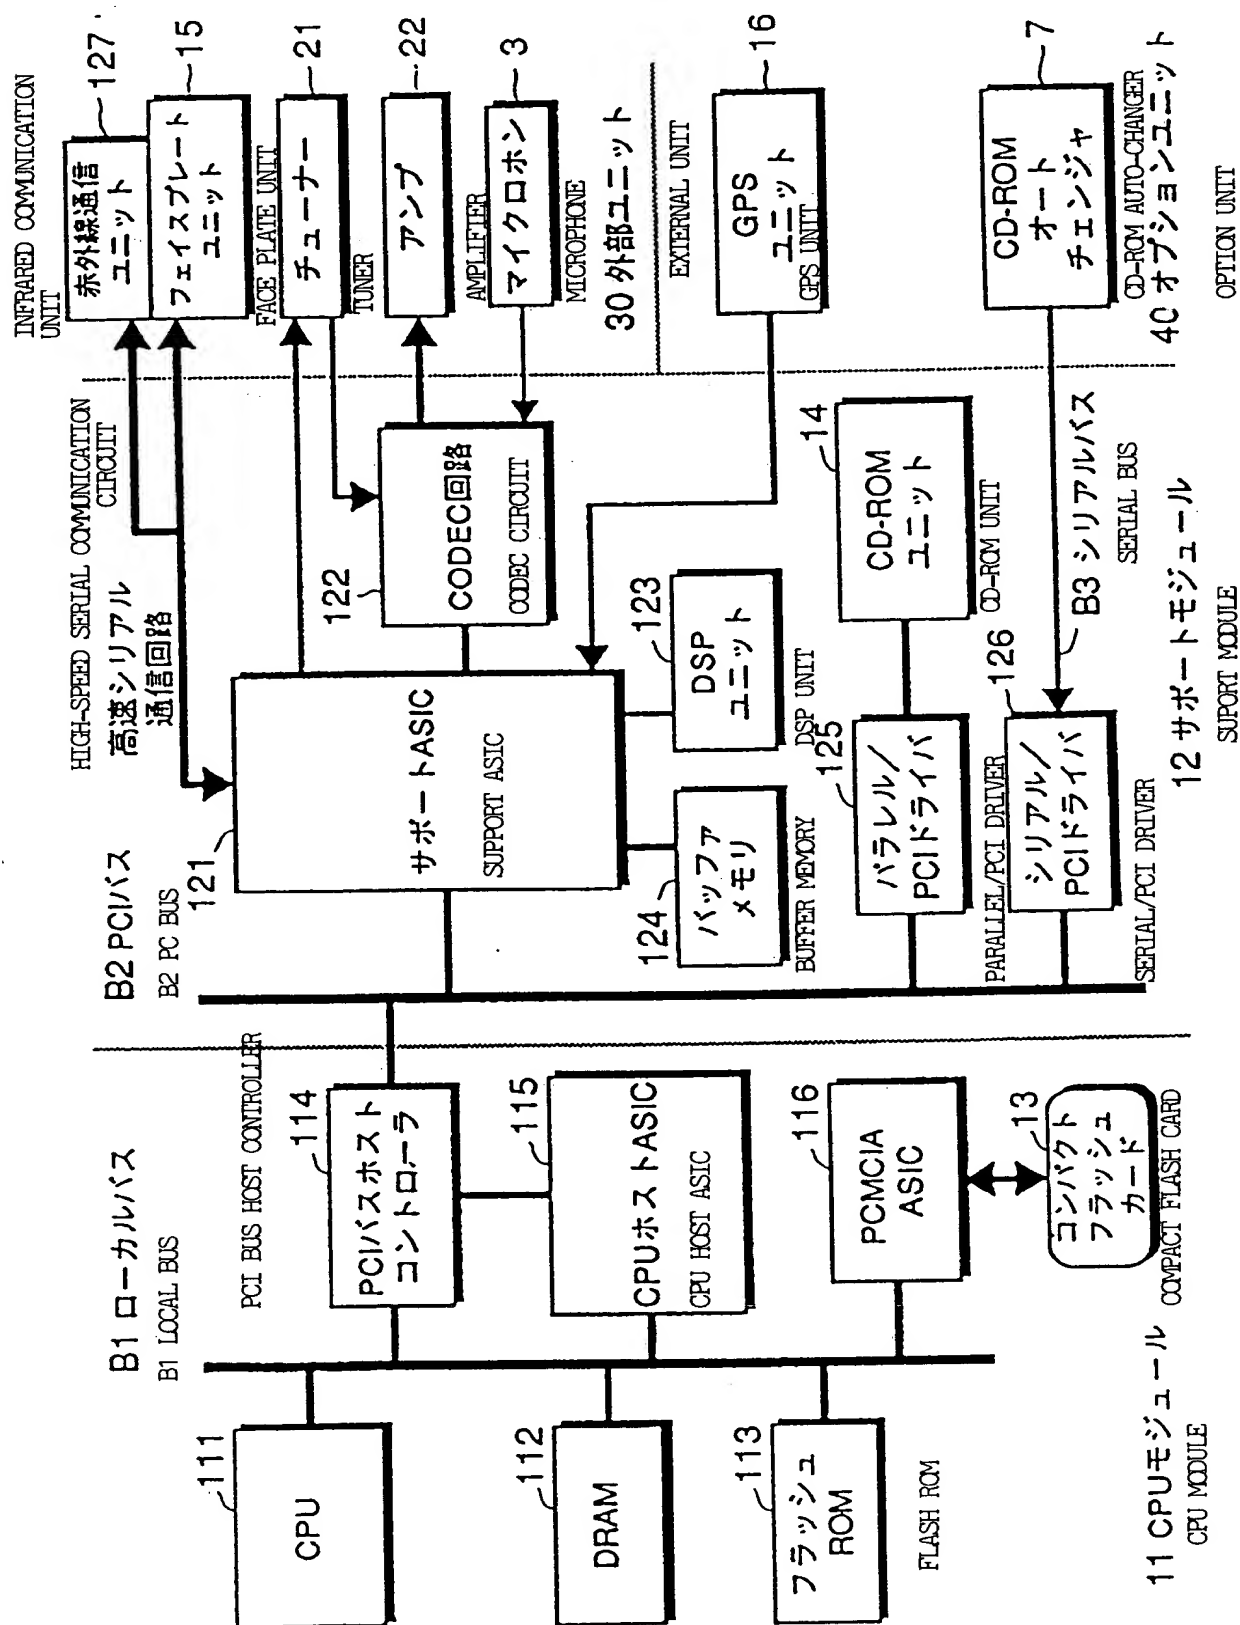 B1 ローカルバス
B1 LOCAL BUS
111
CPU
112
DRAM
113
フラッシュ
ROM
FLASH ROM
PCI BUS HOST CONTROLLER
114
PCIバスホスト
コントローラ
115
CPUホストASIC
CPU HOST ASIC
116
PCMCIA
ASIC
13
コンパクト
フラッシュ
カード
COMPACT FLASH CARD
11 CPUモジュール
CPU MODULE
B2 PCIバス
B2 PC BUS
HIGH-SPEED SERIAL COMMUNICATION
CIRCUIT
高速シリアル
通信回路
121
サポートASIC
SUPPORT ASIC
122
CODEC回路
CODEC CIRCUIT
123
DSP
ユニット
DSP UNIT
124
バッファ
メモリ
BUFFER MEMORY
125
パラレル/
PCIドライバ
PARALLEL/PCI DRIVER
14
CD-ROM
ユニット
CD-ROM UNIT
126
シリアル/
PCIドライバ
SERIAL/PCI DRIVER
B3 シリアルバス
SERIAL BUS
12 サポートモジュール
SUPORT MODULE
INFRARED COMMUNICATION
UNIT
127
赤外線通信
ユニット
15
フェイスプレート
ユニット
FACE PLATE UNIT
21
チューナー
TUNER
22
アンプ
AMPLIFIER
3
マイクロホン
MICROPHONE
30 外部ユニット
EXTERNAL UNIT
16
GPS
ユニット
GPS UNIT
7
CD-ROM
オート
チェンジャ
CD-ROM AUTO-CHANGER
40 オプションユニット
OPTION UNIT